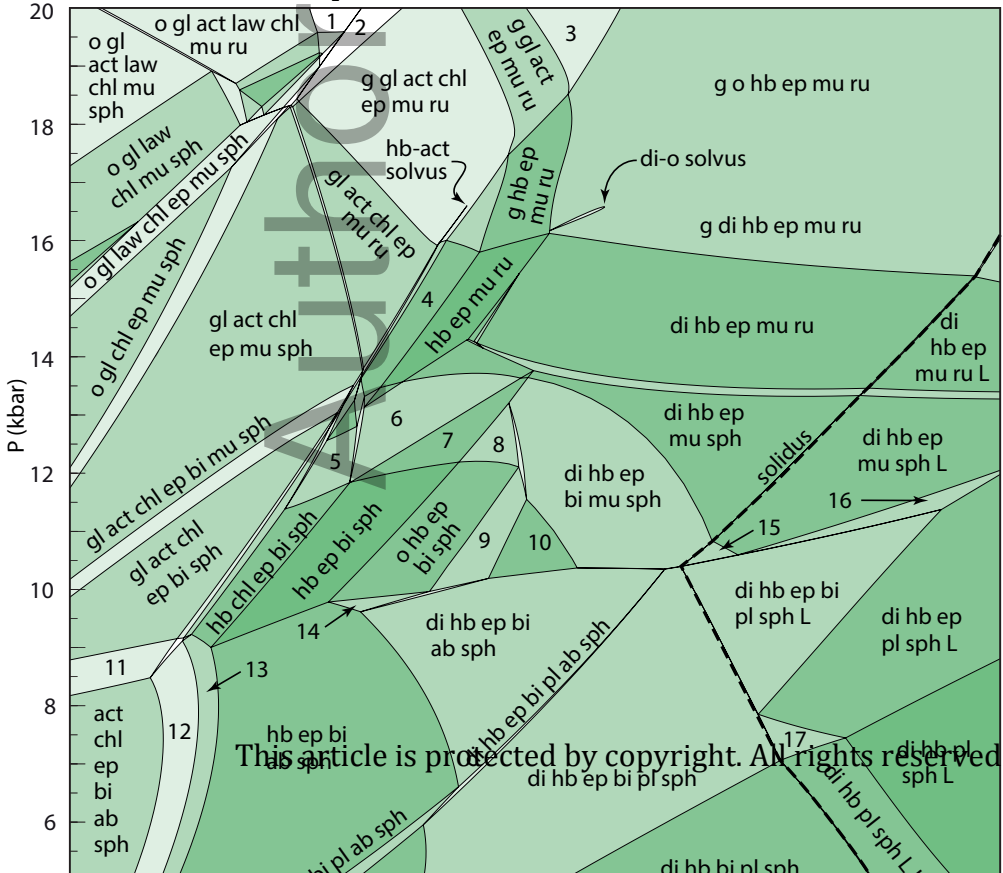 20
o gl act law chl
mu ru
1
2
3
o gl
act law
chl mu
sph
g gl act chl
ep mu ru
g gl act
ep mu ru
g o hb ep mu ru
18
o gl law
chl mu sph
hb-act
solvus
di-o solvus
o gl law chl ep mu sph
gl act chl ep
mu ru
g hb ep
mu ru
g di hb ep mu ru
16
o gl chl ep mu sph
gl act chl
ep mu sph
4
hb ep mu ru
di hb ep mu ru
di
hb ep
mu ru L
14
P (kbar)
6
7
8
di hb ep
mu sph
di hb ep
mu sph L
solidus
12
gl act chl ep bi mu sph
5
di hb ep
bi mu sph
16
15
gl act chl
ep bi sph
hb chl ep bi sph
hb ep bi sph
o hb ep
bi sph
9
10
10
di hb ep bi
pl sph L
di hb ep
pl sph L
14
di hb ep bi
ab sph
di hb ep bi pl ab sph
11
13
8
act
chl
ep
bi
ab
sph
12
hb ep bi
ab sph
17
di hb pl
sph L
This article is protected by copyright. All rights reserved
di hb ep bi pl sph
di hb pl sph L
6
bi pl ab sph
di hb bi pl sph
Author